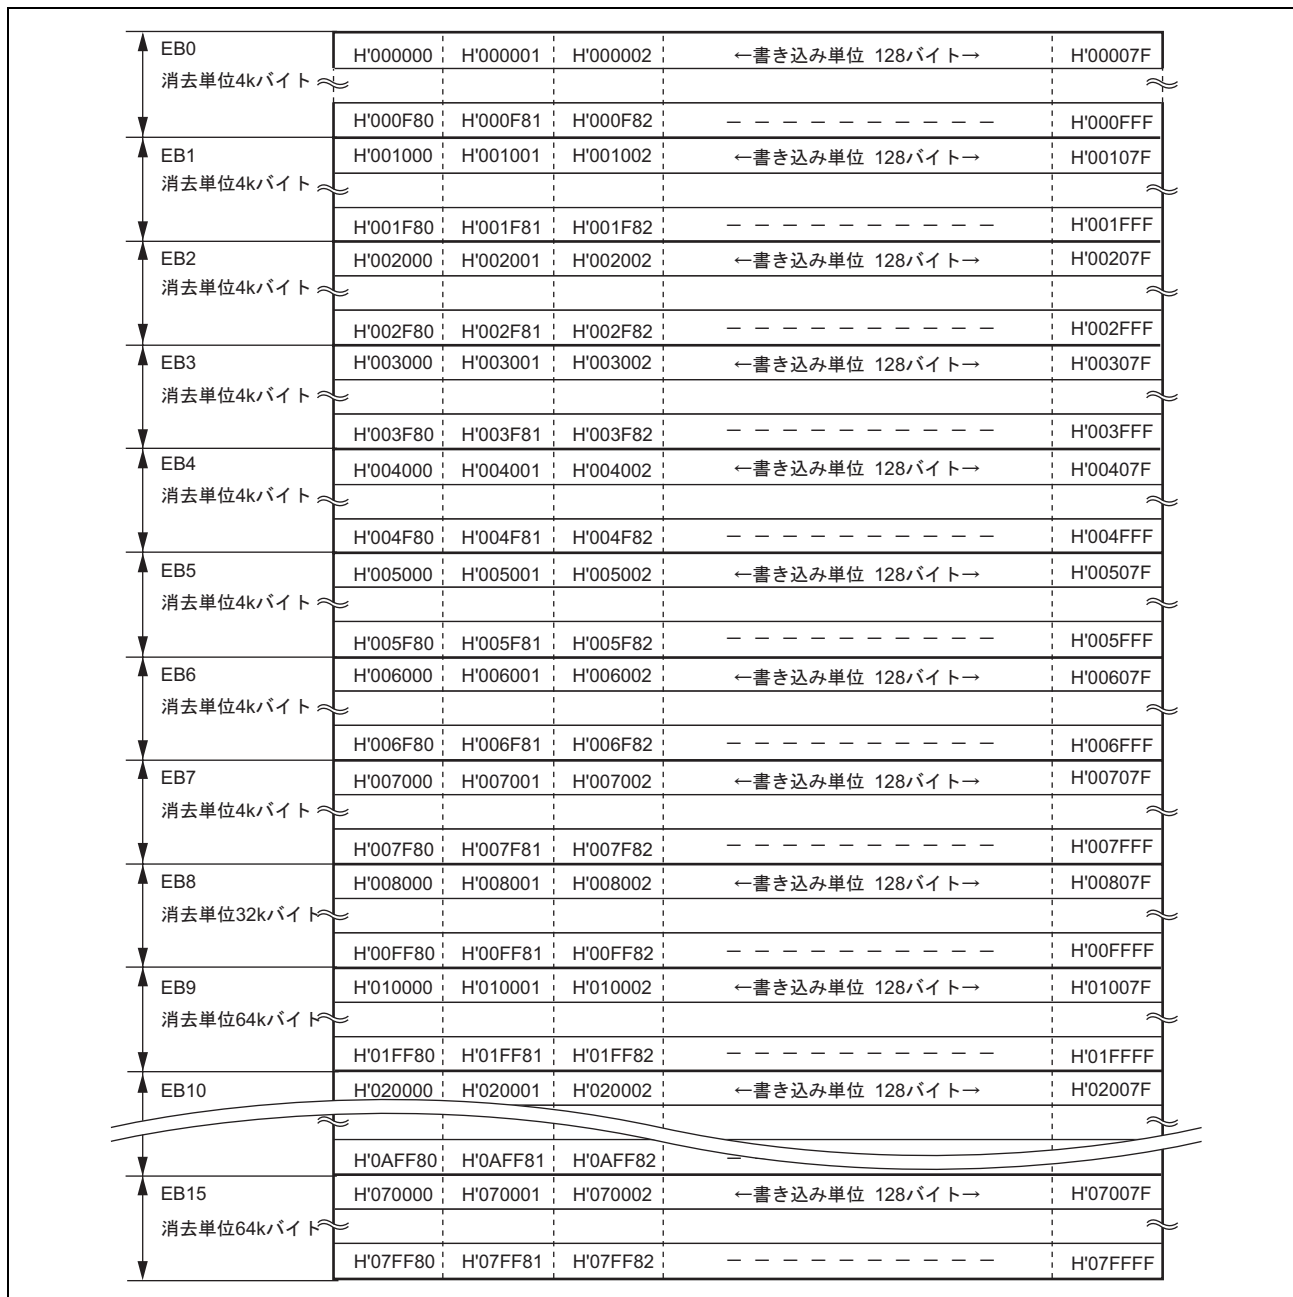 EB0 H'000000 H'000001 H'000002 ←書き込み単位 128バイト→ H'00007F
消去単位4kバイト
H'000F80 H'000F81 H'000F82 － － － － － － － － － － H'000FFF
EB1 H'001000 H'001001 H'001002 ←書き込み単位 128バイト→ H'00107F
消去単位4kバイト
H'001F80 H'001F81 H'001F82 － － － － － － － － － － H'001FFF
EB2 H'002000 H'002001 H'002002 ←書き込み単位 128バイト→ H'00207F
消去単位4kバイト
H'002F80 H'002F81 H'002F82 － － － － － － － － － － H'002FFF
EB3 H'003000 H'003001 H'003002 ←書き込み単位 128バイト→ H'00307F
消去単位4kバイト
H'003F80 H'003F81 H'003F82 － － － － － － － － － － H'003FFF
EB4 H'004000 H'004001 H'004002 ←書き込み単位 128バイト→ H'00407F
消去単位4kバイト
H'004F80 H'004F81 H'004F82 － － － － － － － － － － H'004FFF
EB5 H'005000 H'005001 H'005002 ←書き込み単位 128バイト→ H'00507F
消去単位4kバイト
H'005F80 H'005F81 H'005F82 － － － － － － － － － － H'005FFF
EB6 H'006000 H'006001 H'006002 ←書き込み単位 128バイト→ H'00607F
消去単位4kバイト
H'006F80 H'006F81 H'006F82 － － － － － － － － － － H'006FFF
EB7 H'007000 H'007001 H'007002 ←書き込み単位 128バイト→ H'00707F
消去単位4kバイト
H'007F80 H'007F81 H'007F82 － － － － － － － － － － H'007FFF
EB8 H'008000 H'008001 H'008002 ←書き込み単位 128バイト→ H'00807F
消去単位32kバイト
H'00FF80 H'00FF81 H'00FF82 － － － － － － － － － － H'00FFFF
EB9 H'010000 H'010001 H'010002 ←書き込み単位 128バイト→ H'01007F
消去単位64kバイト
H'01FF80 H'01FF81 H'01FF82 － － － － － － － － － － H'01FFFF
EB10 H'020000 H'020001 H'020002 ←書き込み単位 128バイト→ H'02007F
H'0AFF80 H'0AFF81 H'0AFF82 －
EB15 H'070000 H'070001 H'070002 ←書き込み単位 128バイト→ H'07007F
消去単位64kバイト
H'07FF80 H'07FF81 H'07FF82 － － － － － － － － － － H'07FFFF